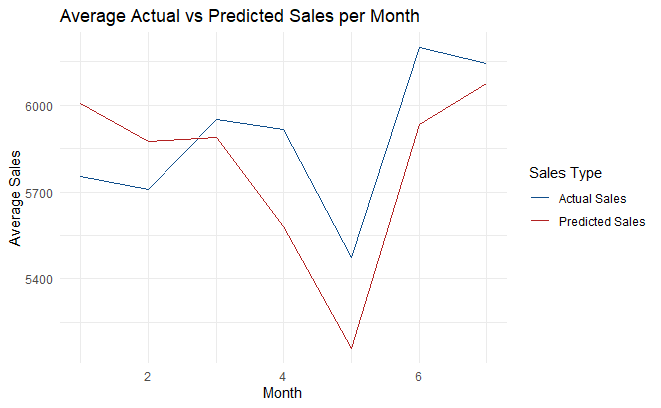 Average Actual vs Predicted Sales per Month
Average Sales
6000
5700
5400
2
4
6
Month
Sales Type
Actual Sales
Predicted Sales